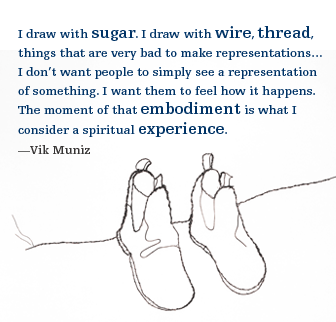 I draw with sugar. I draw with wire, thread,
things that are very bad to make representations...
I don't want people to simply see a representation
of something. I want them to feel how it happens.
The moment of that embodiment is what I
consider a spiritual experience.
—Vik Muniz